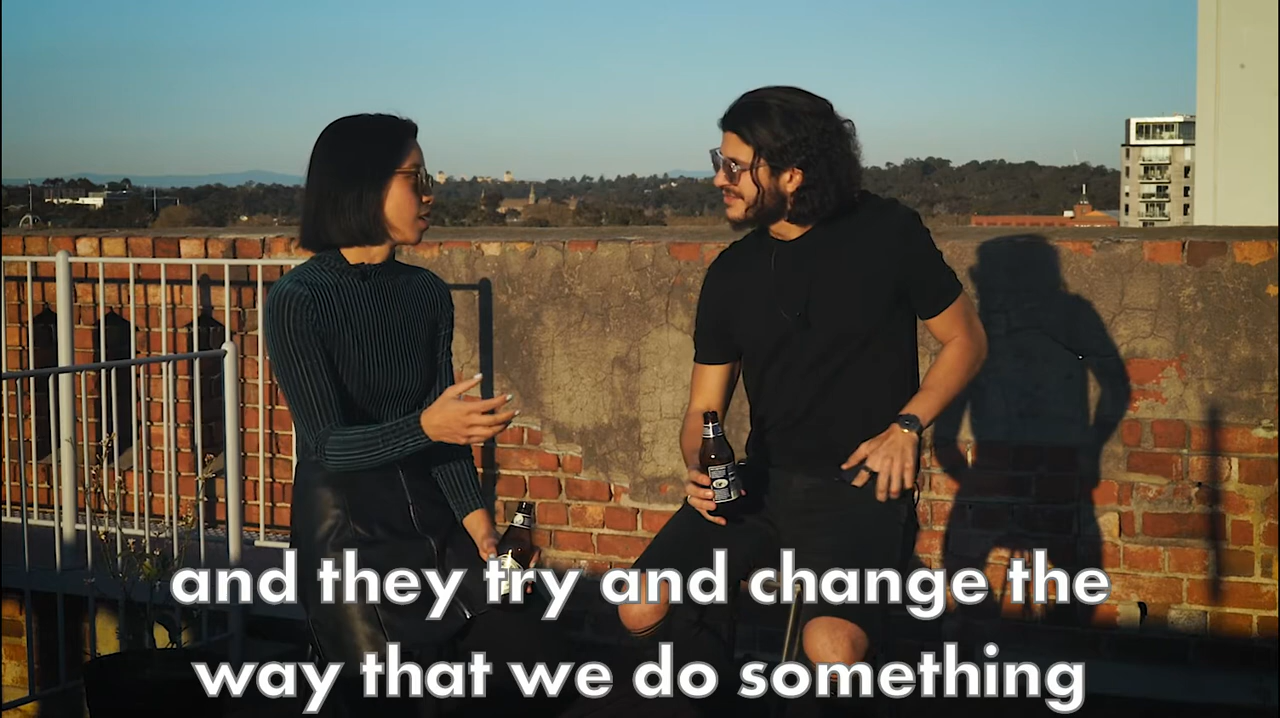 and they try and change the
way that we do something